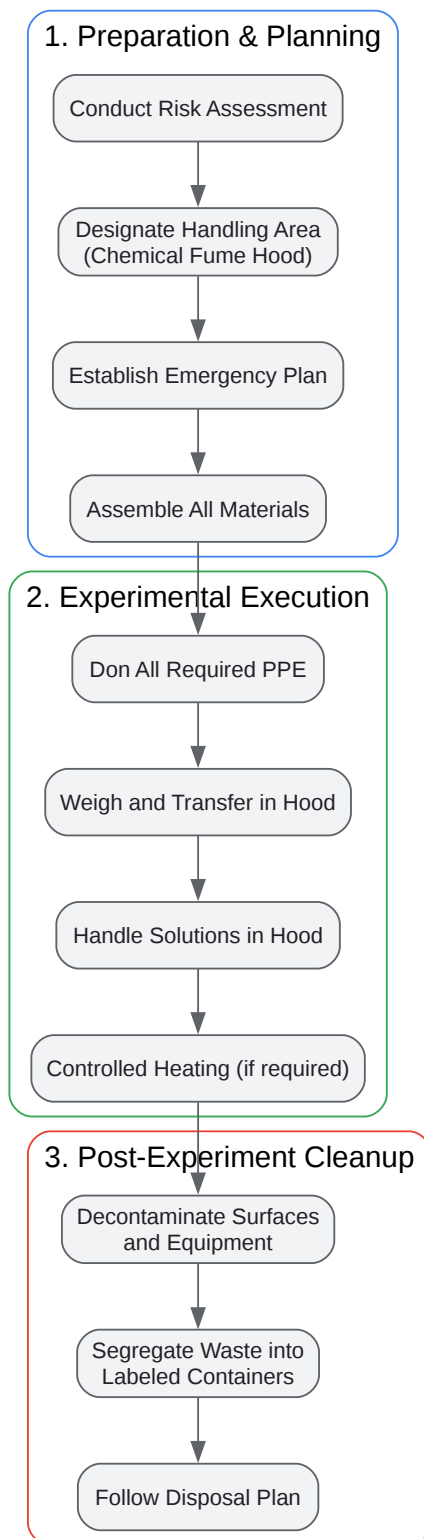 1. Preparation & Planning
Conduct Risk Assessment
Designate Handling Area
(Chemical Fume Hood)
Establish Emergency Plan
Assemble All Materials
2. Experimental Execution
Don All Required PPE
Weigh and Transfer in Hood
Handle Solutions in Hood
Controlled Heating (if required)
3. Post-Experiment Cleanup
Decontaminate Surfaces
and Equipment
Segregate Waste into
Labeled Containers
Follow Disposal Plan